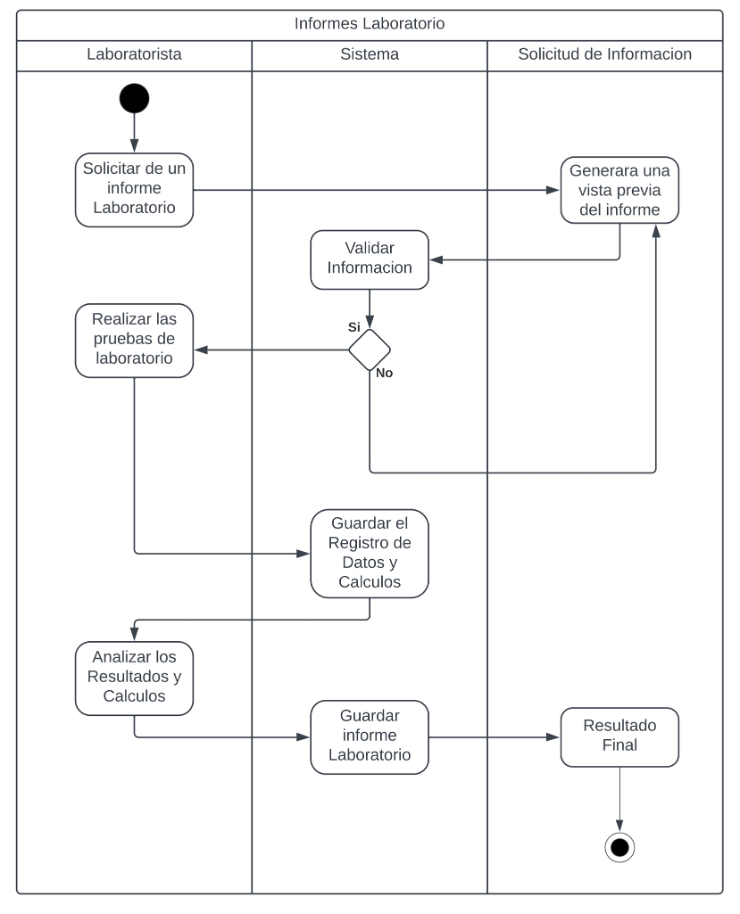 Informes Laboratorio
Laboratorista
Sistema
Solicitud de Informacion
Solicitar de un
informe
Laboratorio
Generara una
vista previa
del informe
Validar
Informacion
Si
No
Realizar las
pruebas de
laboratorio
Guardar el
Registro de
Datos y
Calculos
Analizar los
Resultados y
Calculos
Guardar
informe
Laboratorio
Resultado
Final